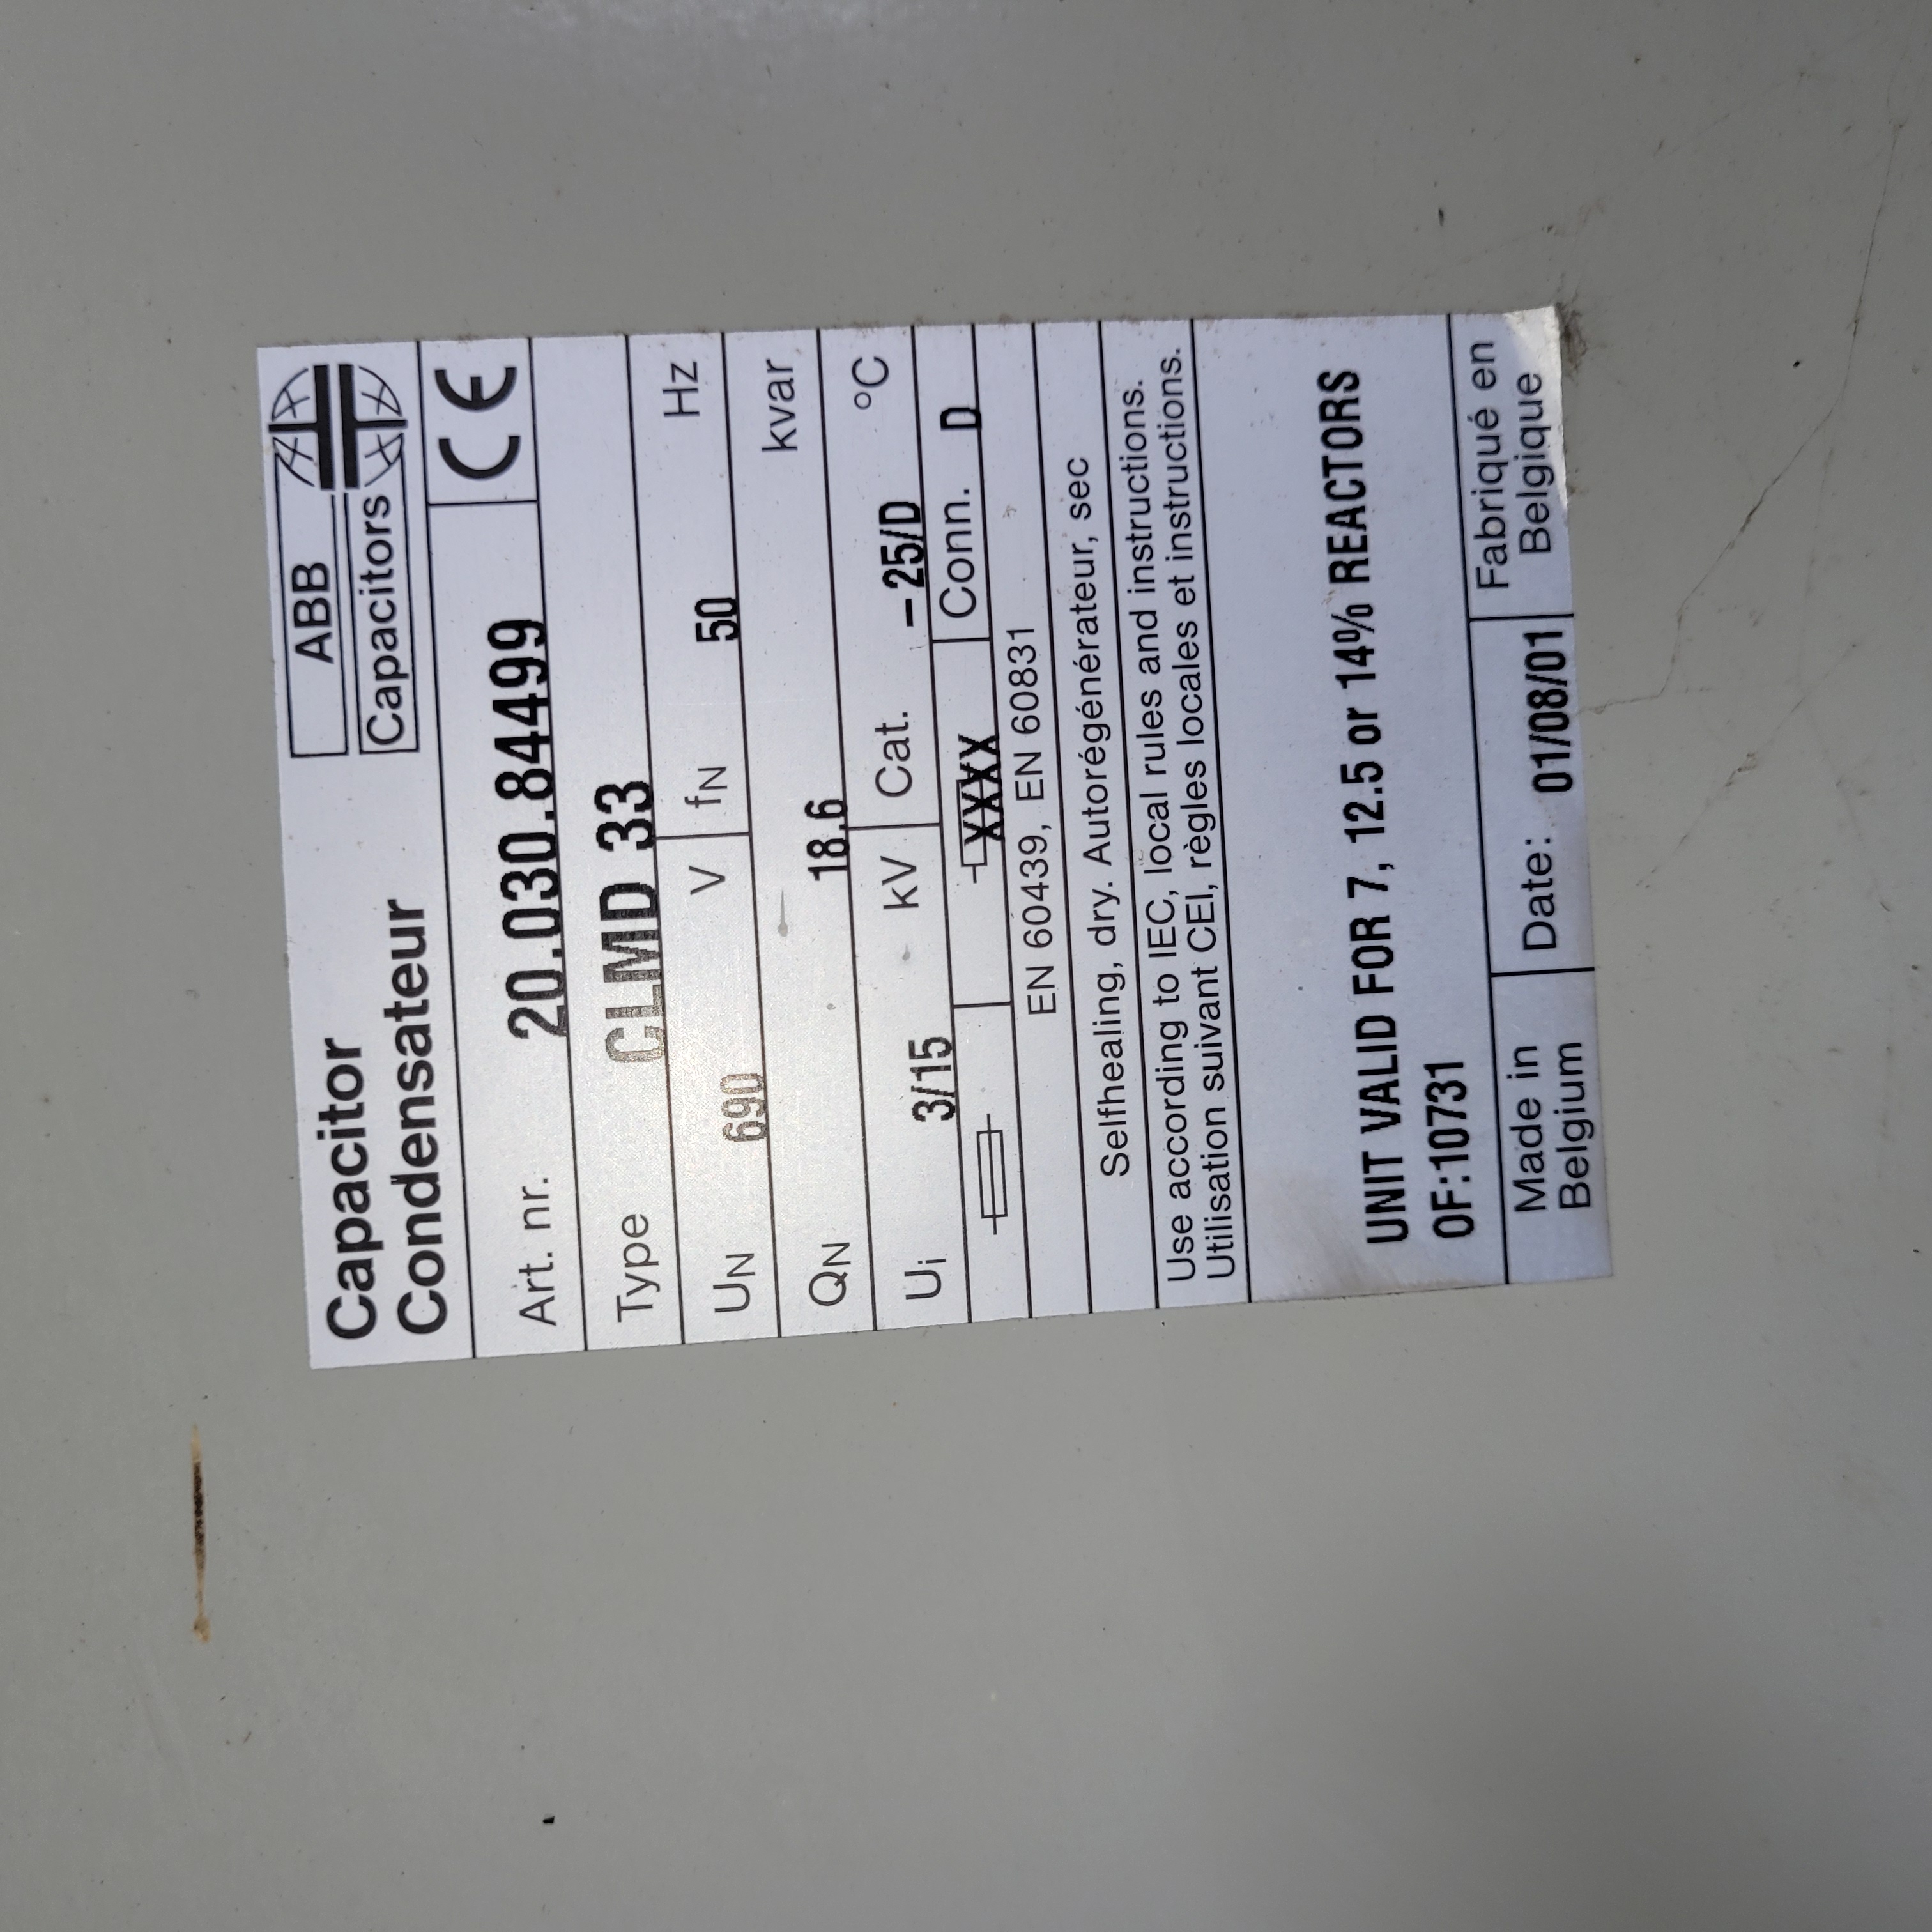 Capacitor
Condensateur
ABB
Capacitors
CE
Art. nr. 20.030.84499
Type CLMD 33
UN 690 V fN 50 Hz
QN 18.6 kvar
Ui 3/15 kV Cat. -25/D °C
XXXX Conn. D
EN 60439, EN 60831
Selfhealing, dry. Autorégénérateur, sec
Use according to IEC, local rules and instructions.
Utilisation suivant CEI, règles locales et instructions.
UNIT VALID FOR 7, 12.5 or 14% REACTORS
OF:10731
Made in
Belgium
Date: 01/08/01
Fabriqué en
Belgique